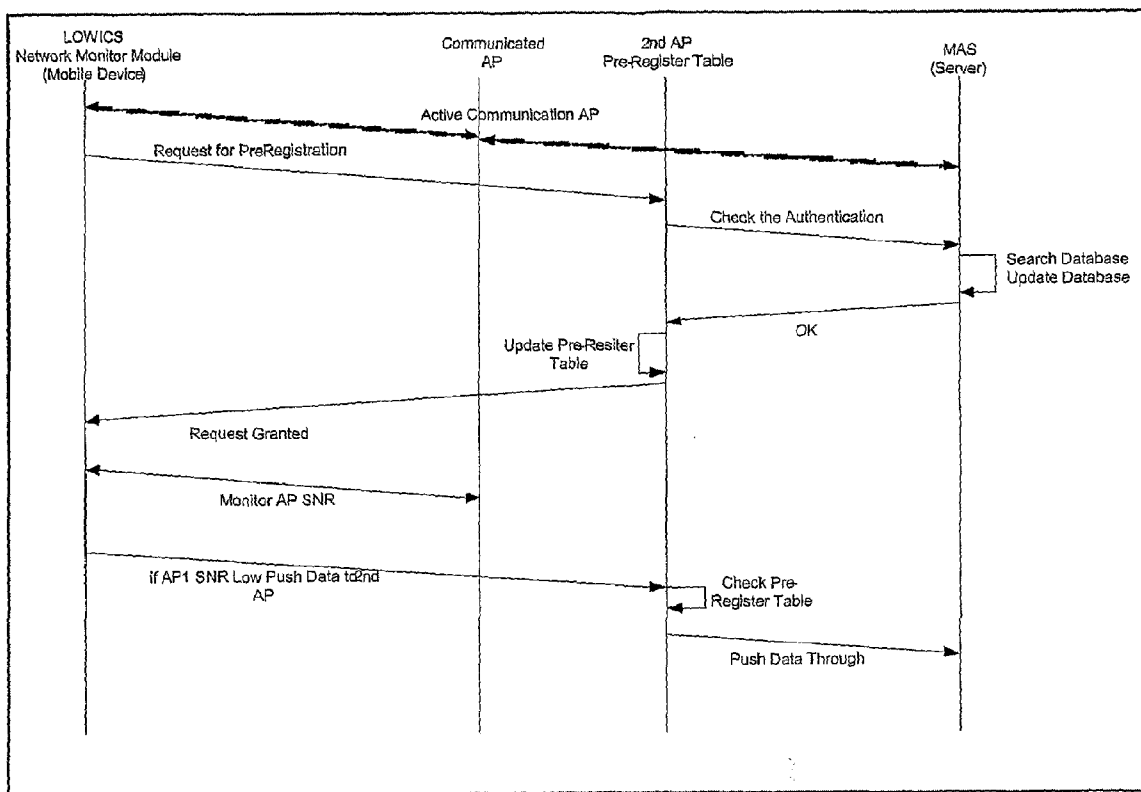 LOWICS
Network Monitor Module
(Mobile Device)
Communicated
AP
2nd AP
Pre-Register Table
MAS
(Server)
Active Communication AP
Request for PreRegistration
Check the Authentication
Search Database
Update Database
OK
Update Pre-Resiter
Table
Request Granted
Monitor AP SNR
if AP1 SNR Low Push Data to2nd
AP
Check Pre-
Register Table
Push Data Through